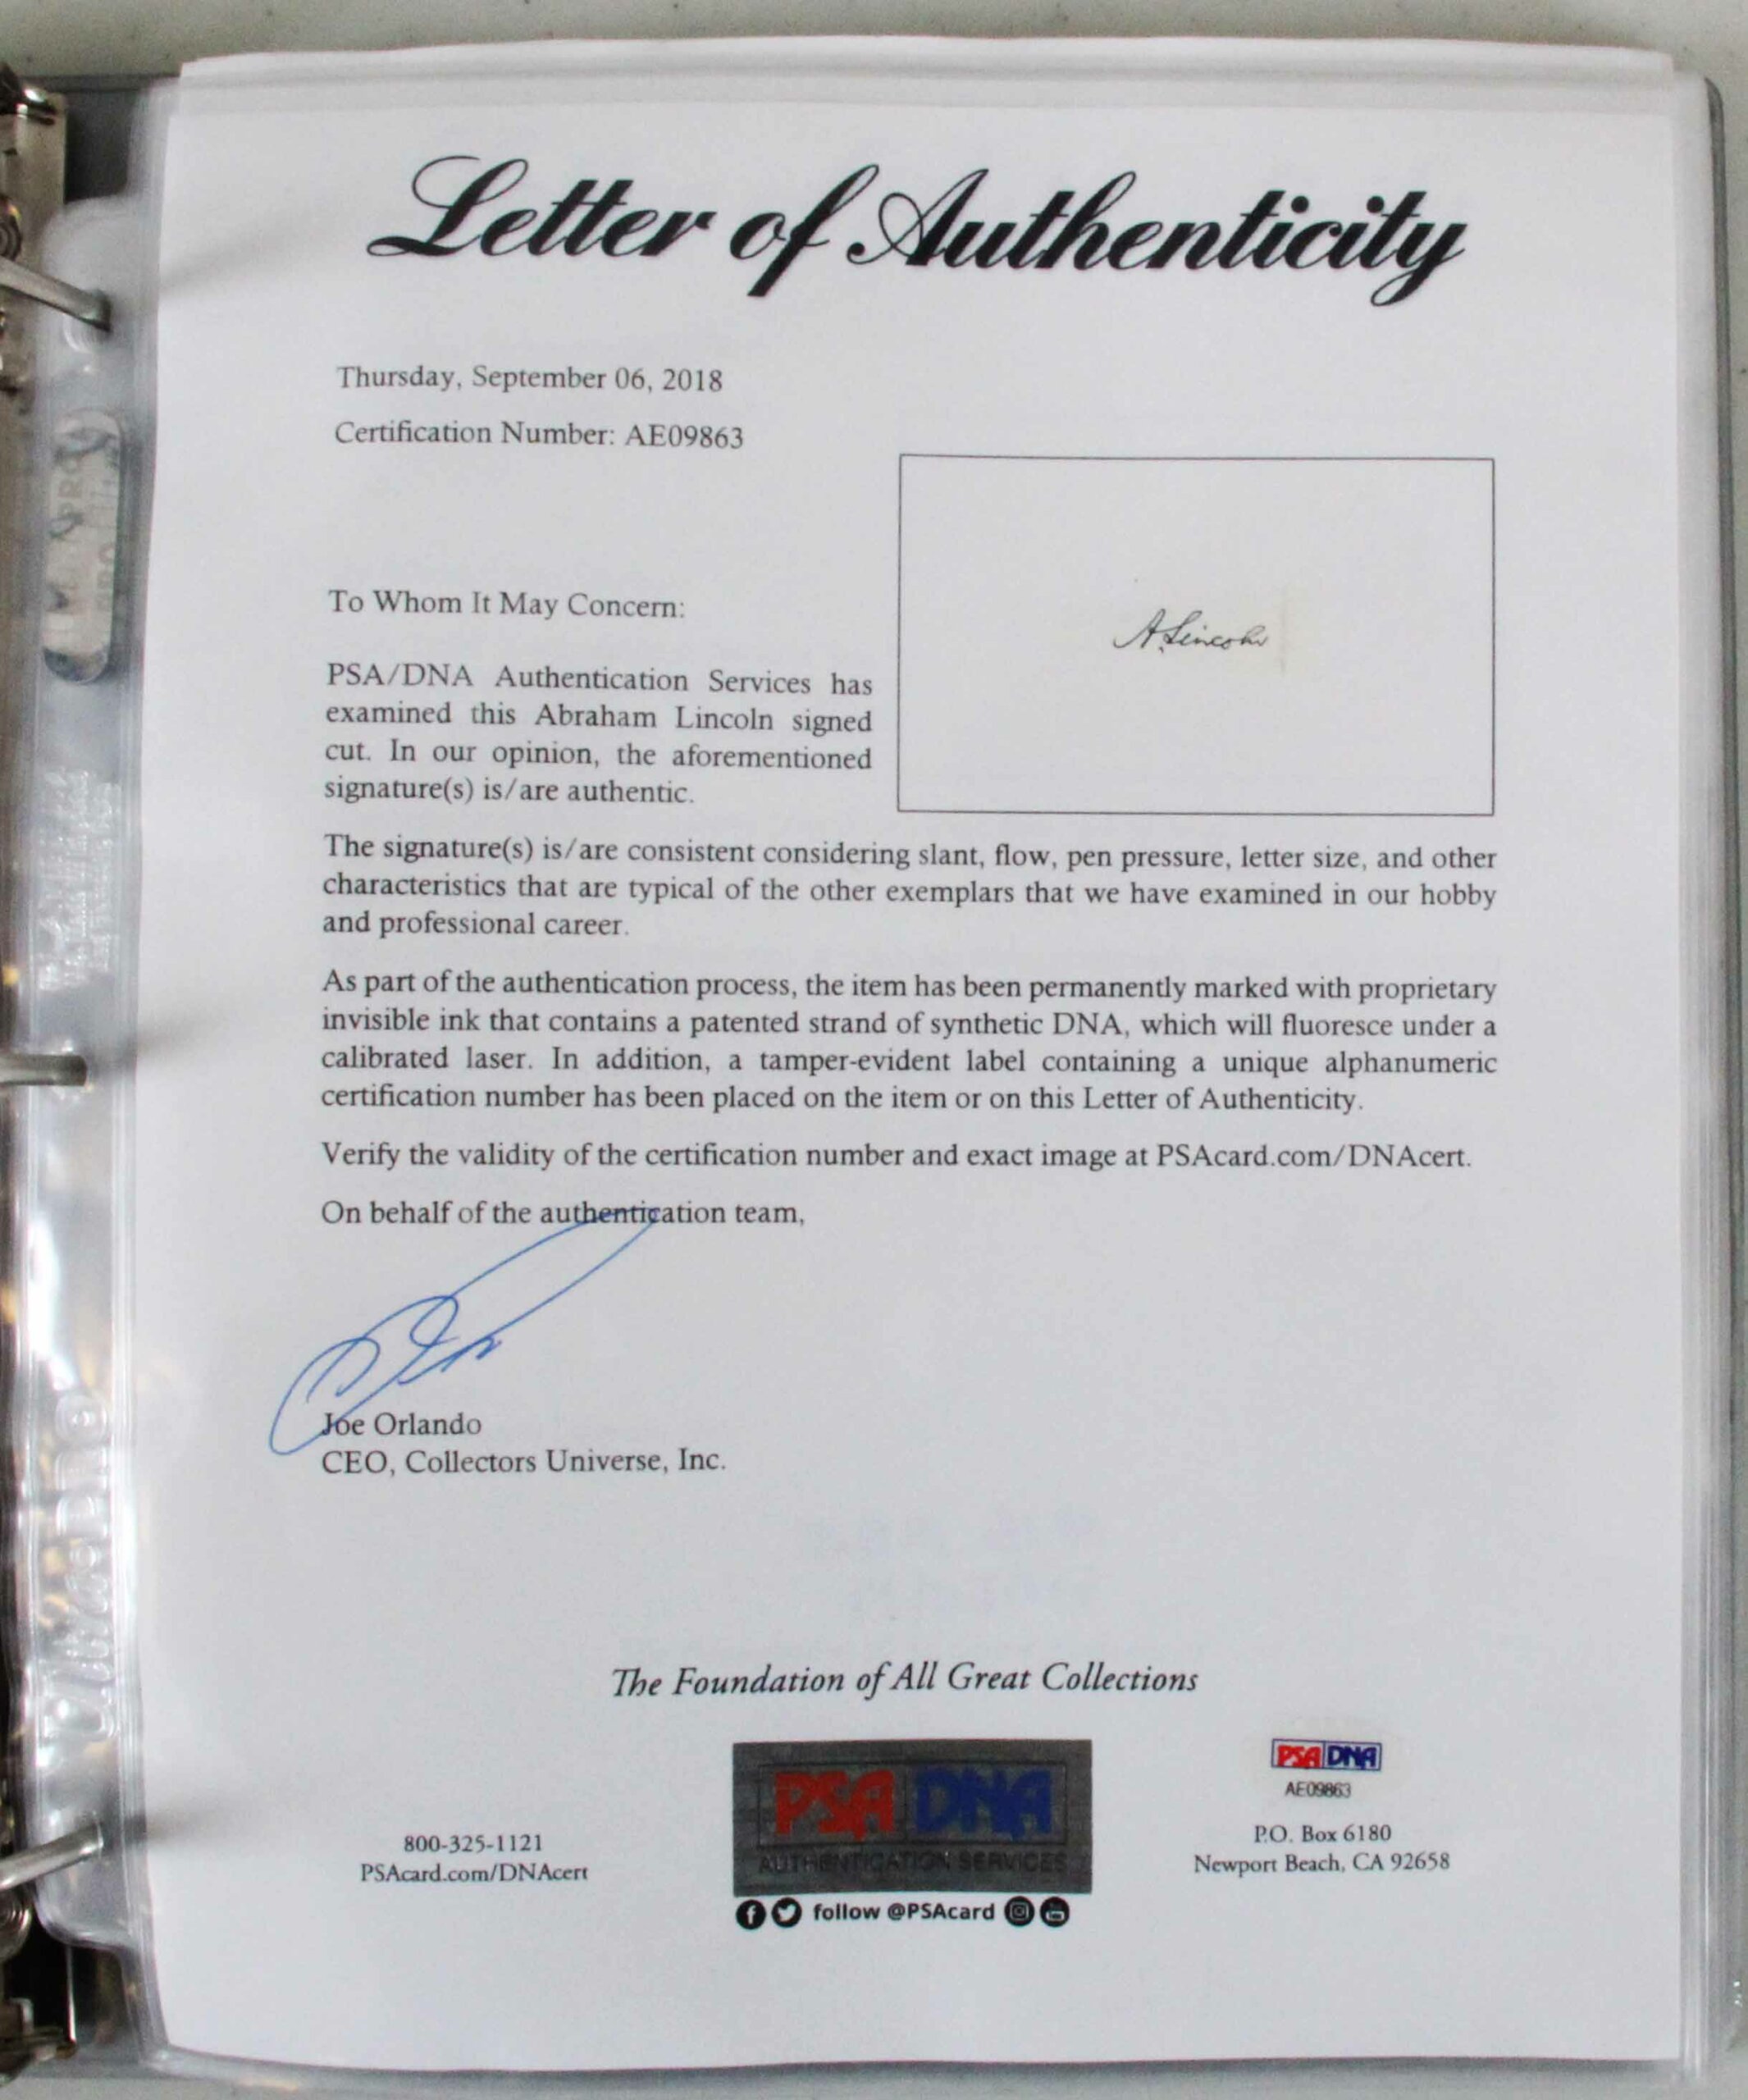 Letter of Authenticity
Thursday, September 06, 2018
Certification Number: AE09863
To Whom It May Concern:
A. Lincoln
PSA/DNA Authentication Services has
examined this Abraham Lincoln signed
cut. In our opinion, the aforementioned
signature(s) is/are authentic.
The signature(s) is/are consistent considering slant, flow, pen pressure, letter size, and other
characteristics that are typical of the other exemplars that we have examined in our hobby
and professional career.
As part of the authentication process, the item has been permanently marked with proprietary
invisible ink that contains a patented strand of synthetic DNA, which will fluoresce under a
calibrated laser. In addition, a tamper-evident label containing a unique alphanumeric
certification number has been placed on the item or on this Letter of Authenticity.
Verify the validity of the certification number and exact image at PSAcard.com/DNAcert.
On behalf of the authentication team,
Joe Orlando
CEO, Collectors Universe, Inc.
The Foundation of All Great Collections
800-325-1121
PSAcard.com/DNAcert
PSA DNA
AUTHENTICATION SERVICES
follow @PSAcard
PSA DNA
AE09863
P.O. Box 6180
Newport Beach, CA 92658